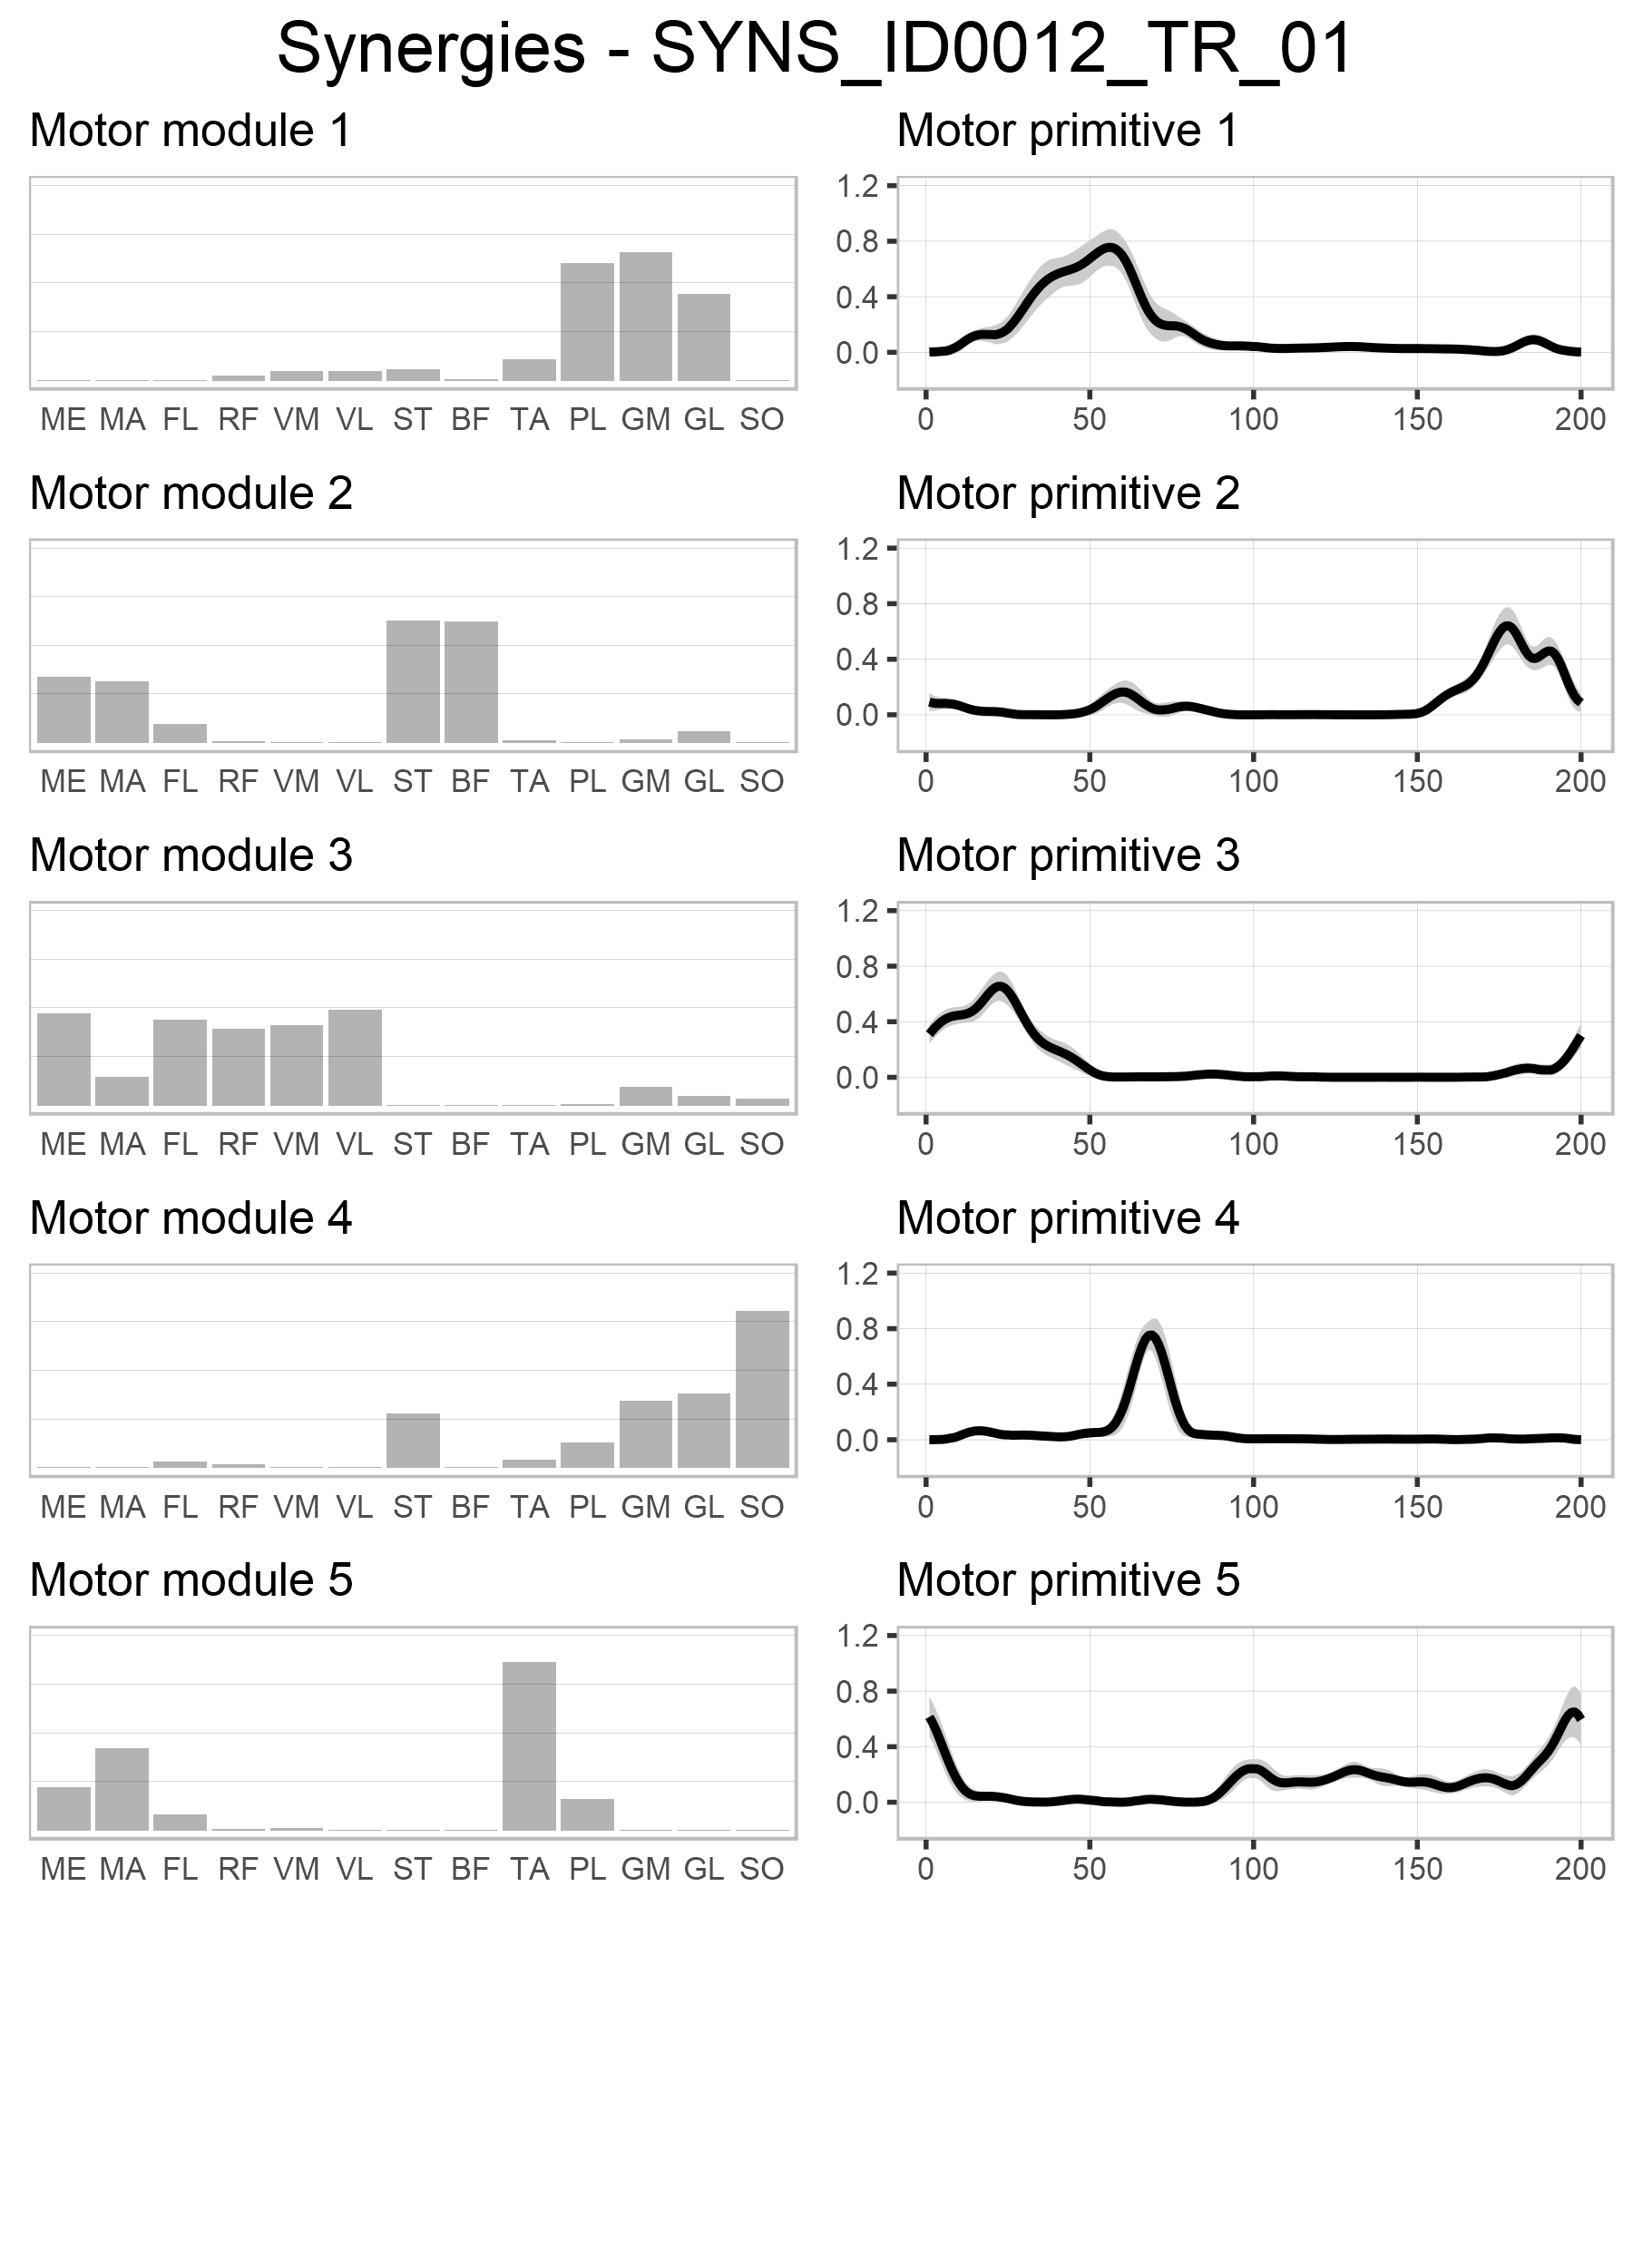 Synergies - SYNS_ID0012_TR_01
Motor module 1
Motor primitive 1
1.2
0.8
0.4
0.0
ME MA FL RF VM VL ST BF TA PL GM GL SO
0 50 100 150 200
Motor module 2
Motor primitive 2
1.2
0.8
0.4
0.0
ME MA FL RF VM VL ST BF TA PL GM GL SO
0 50 100 150 200
Motor module 3
Motor primitive 3
1.2
0.8
0.4
0.0
ME MA FL RF VM VL ST BF TA PL GM GL SO
0 50 100 150 200
Motor module 4
Motor primitive 4
1.2
0.8
0.4
0.0
ME MA FL RF VM VL ST BF TA PL GM GL SO
0 50 100 150 200
Motor module 5
Motor primitive 5
1.2
0.8
0.4
0.0
ME MA FL RF VM VL ST BF TA PL GM GL SO
0 50 100 150 200